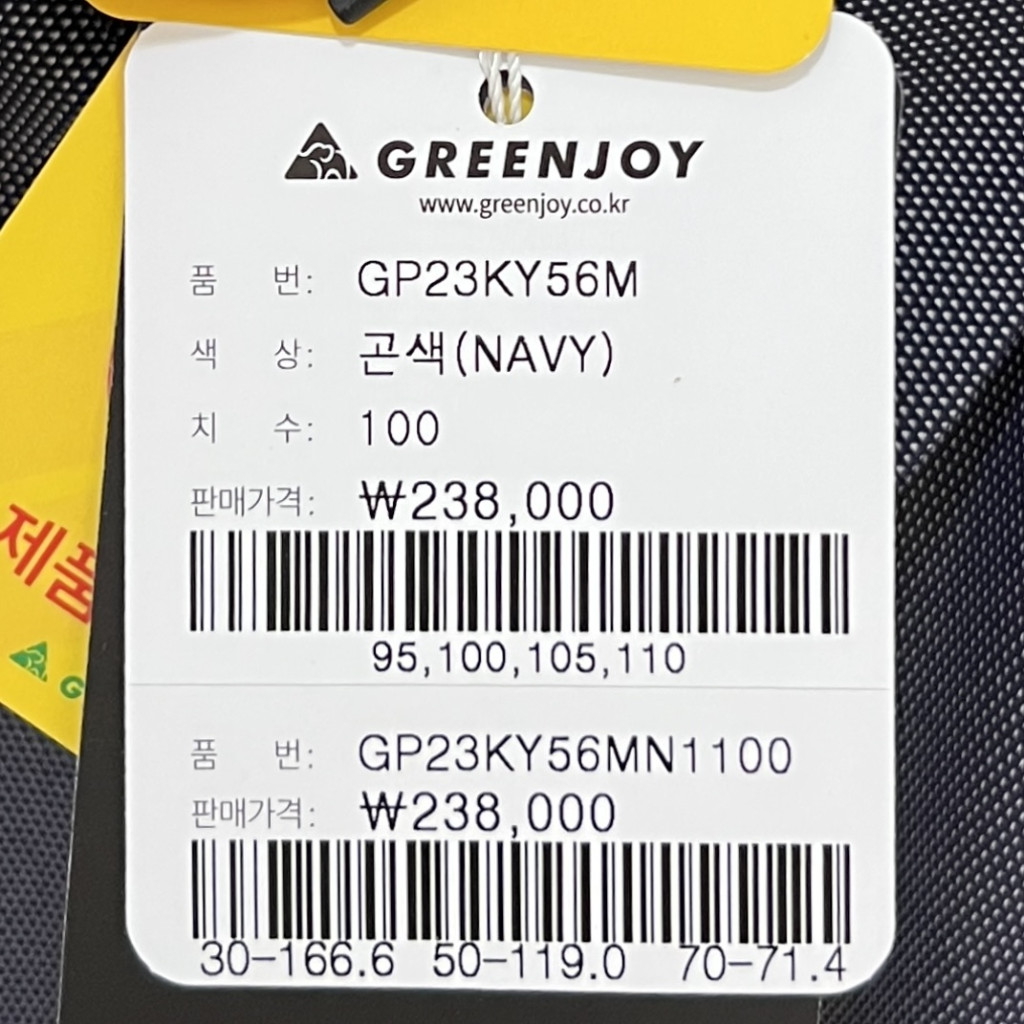 GREENJOY
www.greenjoy.co.kr
품 번: GP23KY56M
색 상: 곤색(NAVY)
치 수: 100
판매가격: ₩238,000
95,100,105,110
품 번: GP23KY56MN1100
판매가격: ₩238,000
30-166.6 50-119.0 70-71.4
제품
G